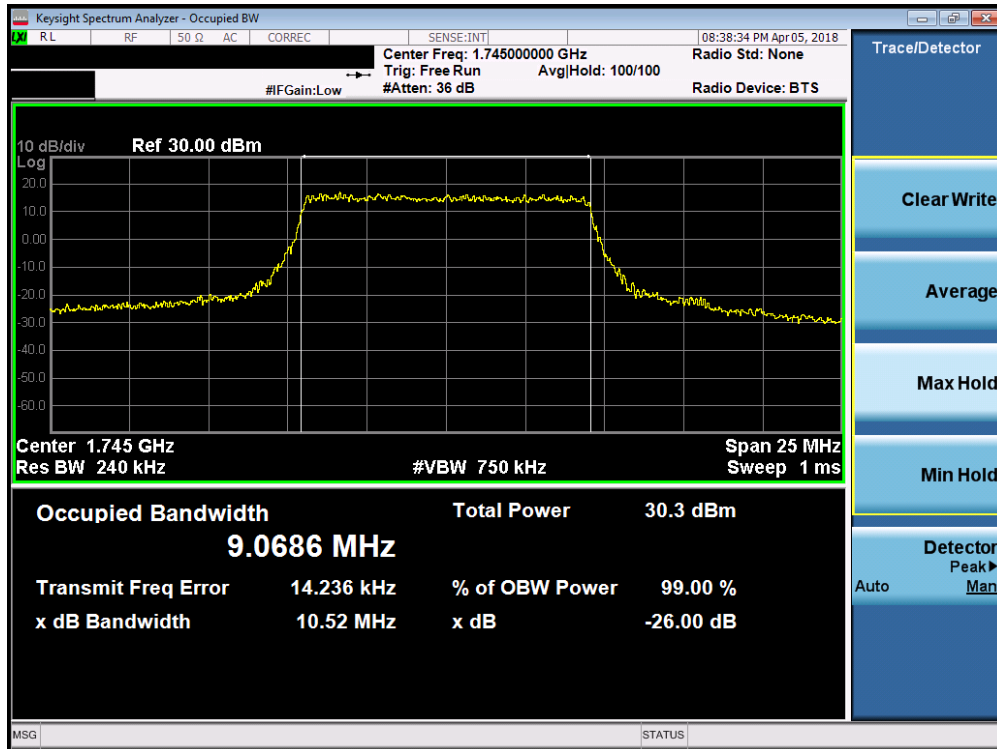 Keysight Spectrum Analyzer - Occupied BW
LXI RL RF 50 Ω AC CORREC SENSE:INT 08:38:34 PM Apr 05, 2018
Center Freq: 1.745000000 GHz Radio Std: None
Trig: Free Run Avg|Hold: 100/100
#IFGain:Low #Atten: 36 dB Radio Device: BTS
Trace/Detector
10 dB/div Ref 30.00 dBm
Log
20.0
10.0
0.00
-10.0
-20.0
-30.0
-40.0
-50.0
-60.0
Center 1.745 GHz Span 25 MHz
Res BW 240 kHz #VBW 750 kHz Sweep 1 ms
Clear Write
Average
Max Hold
Min Hold
Detector
Peak▶
Auto Man
Occupied Bandwidth Total Power 30.3 dBm
9.0686 MHz
Transmit Freq Error 14.236 kHz % of OBW Power 99.00 %
x dB Bandwidth 10.52 MHz x dB -26.00 dB
MSG STATUS